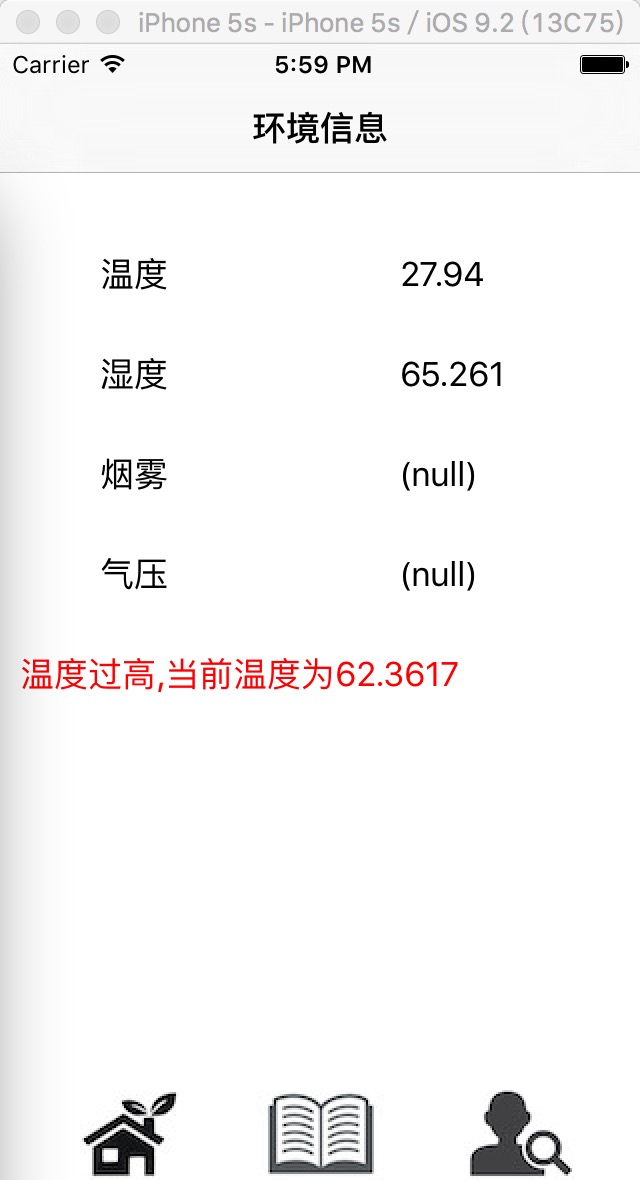 iPhone 5s - iPhone 5s / iOS 9.2 (13C75)
Carrier 5:59 PM
环境信息
温度 27.94
湿度 65.261
烟雾 (null)
气压 (null)
温度过高,当前温度为62.3617